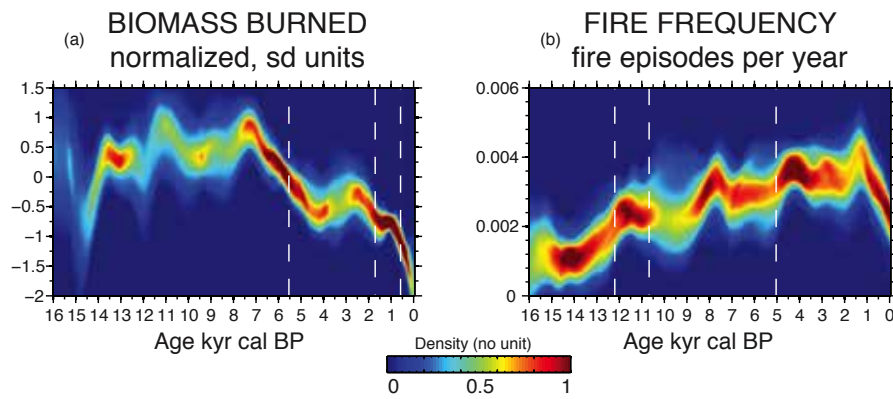 (a) BIOMASS BURNED
normalized, sd units
1.5
1
0.5
0
−0.5
−1
−1.5
−2
16 15 14 13 12 11 10 9 8 7 6 5 4 3 2 1 0
Age kyr cal BP
(b) FIRE FREQUENCY
fire episodes per year
0.006
0.004
0.002
0
16 15 14 13 12 11 10 9 8 7 6 5 4 3 2 1 0
Age kyr cal BP
Density (no unit)
0 0.5 1